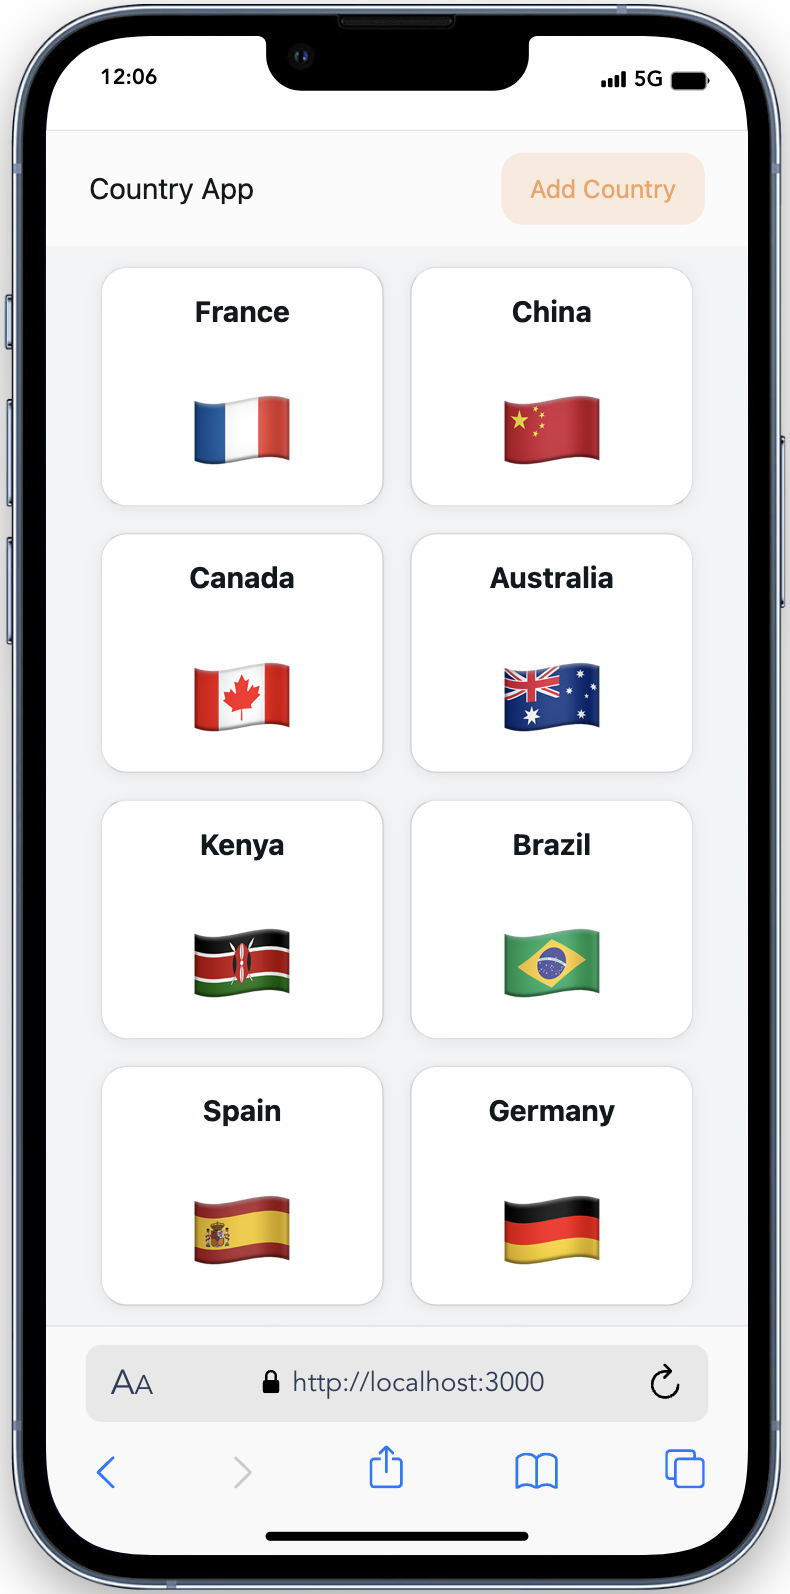 12:06
5G
Country App
Add Country
France
China
Canada
Australia
Kenya
Brazil
Spain
Germany
AA
http://localhost:3000